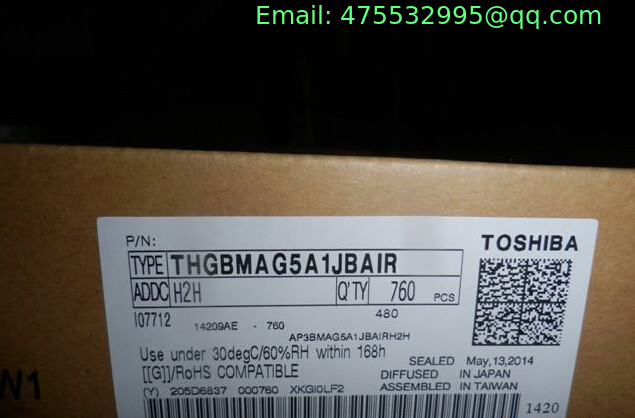 Email: 475532995@qq.com
P/N:
TOSHIBA
TYPE THGBMAG5A1JBAIR
ADDC H2H Q'TY 760 PCS
I07712 480
14209AE - 760
AP3BMAG5A1JBAIRH2H
Use under 30degC/60%RH within 168h
SEALED May,13,2014
[[G]]/RoHS COMPATIBLE DIFFUSED IN JAPAN
(Y) 205D6837 000760 XKGI0LF2 ASSEMBLED IN TAIWAN
N1
1420